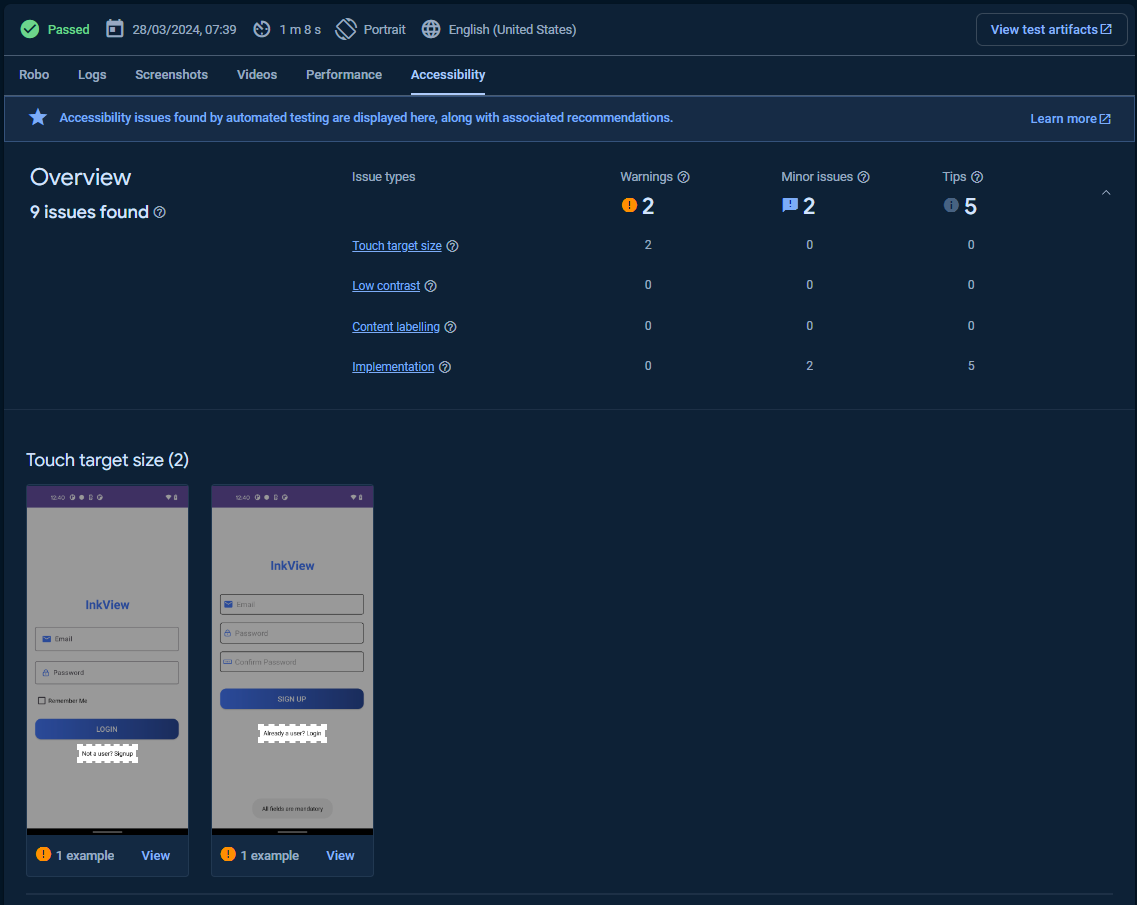 Passed 28/03/2024, 07:39 1 m 8 s Portrait English (United States) View test artifacts
Robo Logs Screenshots Videos Performance Accessibility
Accessibility issues found by automated testing are displayed here, along with associated recommendations. Learn more
Overview Issue types Warnings Minor issues Tips
9 issues found 2 2 5
Touch target size 2 0 0
Low contrast 0 0 0
Content labelling 0 0 0
Implementation 0 2 5
Touch target size (2)
12:40
InkView
Email
Password
Remember Me
LOGIN
Not a user? Signup
1 example View
12:40
InkView
Email
Password
Confirm Password
SIGN UP
Already a user? Login
All fields are mandatory
1 example View